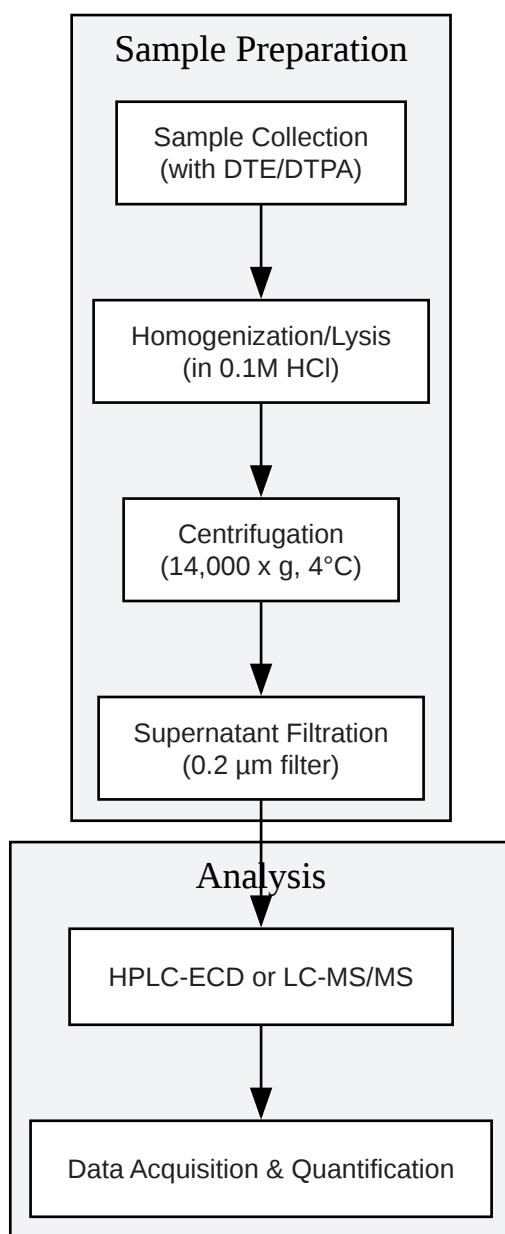 Sample Preparation
Sample Collection
(with DTE/DTPA)
Homogenization/Lysis
(in 0.1M HCl)
Centrifugation
(14,000 x g, 4°C)
Supernatant Filtration
(0.2 µm filter)
Analysis
HPLC-ECD or LC-MS/MS
Data Acquisition & Quantification